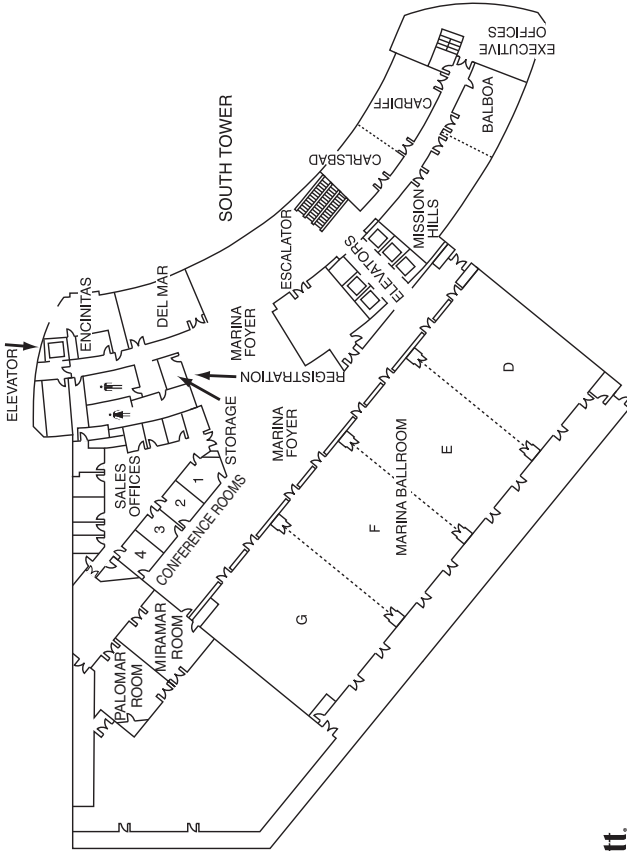 SOUTH TOWER
ELEVATOR
ENCINITAS
DEL MAR
MARINA
FOYER
ESCALATOR
CARLSBAD
CARDIFF
EXECUTIVE
OFFICES
BALBOA
MISSION
HILLS
ELEVATORS
REGISTRATION
STORAGE
SALES
OFFICES
MARINA
FOYER
1
2
3
4
CONFERENCE ROOMS
PALOMAR
ROOM
MIRAMAR
ROOM
MARINA BALLROOM
D
E
F
G
tt.